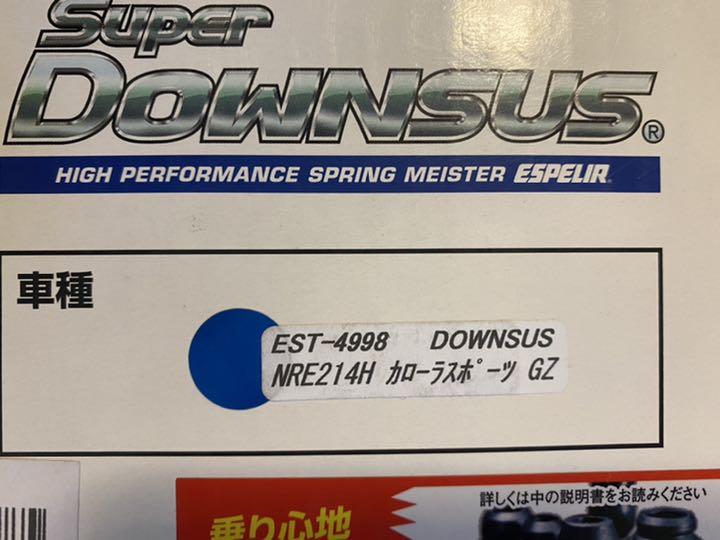 Super
DOWNSUS®
HIGH PERFORMANCE SPRING MEISTER ESPELIR
車種
EST-4998 DOWNSUS
NRE214H ｶﾛｰﾗｽﾎﾟｰﾂ GZ
詳しくは中の説明書をお読みください
乗り心地